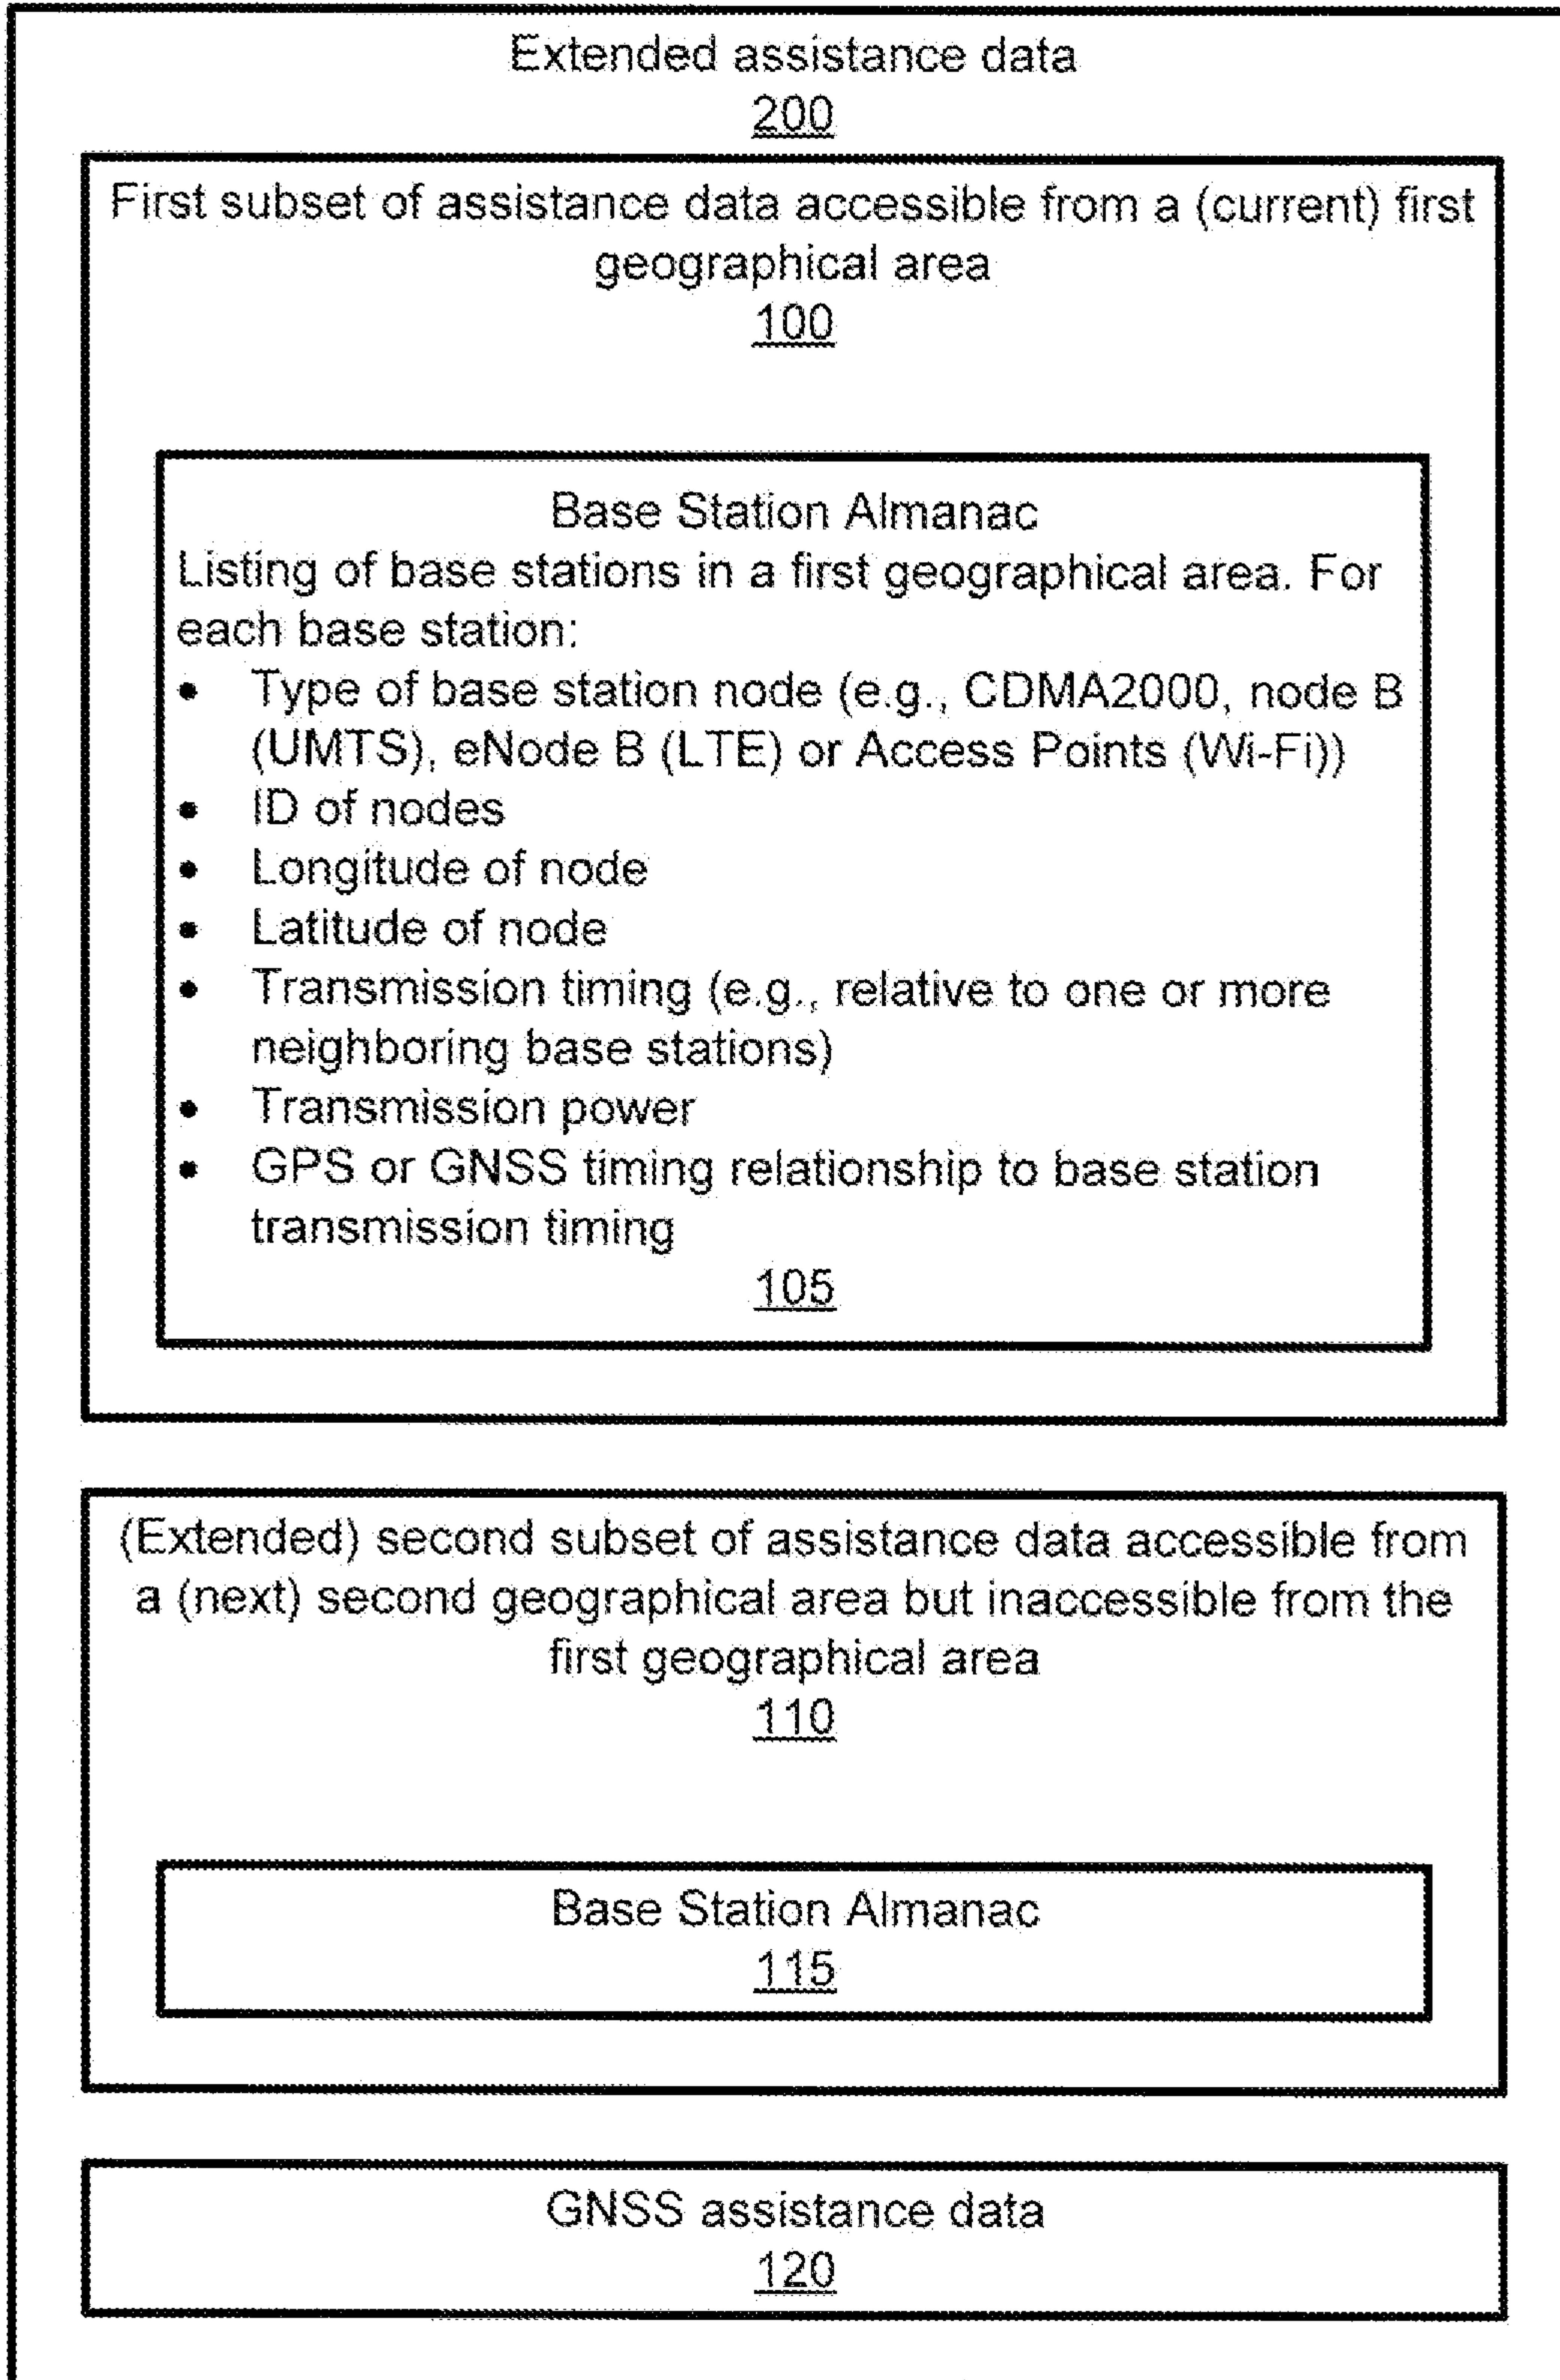 Extended assistance data
200
First subset of assistance data accessible from a (current) first
geographical area
100
Base Station Almanac
Listing of base stations in a first geographical area. For
each base station:
• Type of base station node (e.g., CDMA2000, node B
(UMTS), eNode B (LTE) or Access Points (Wi-Fi))
• ID of nodes
• Longitude of node
• Latitude of node
• Transmission timing (e.g., relative to one or more
neighboring base stations)
• Transmission power
• GPS or GNSS timing relationship to base station
transmission timing
105
(Extended) second subset of assistance data accessible from
a (next) second geographical area but inaccessible from the
first geographical area
110
Base Station Almanac
115
GNSS assistance data
120